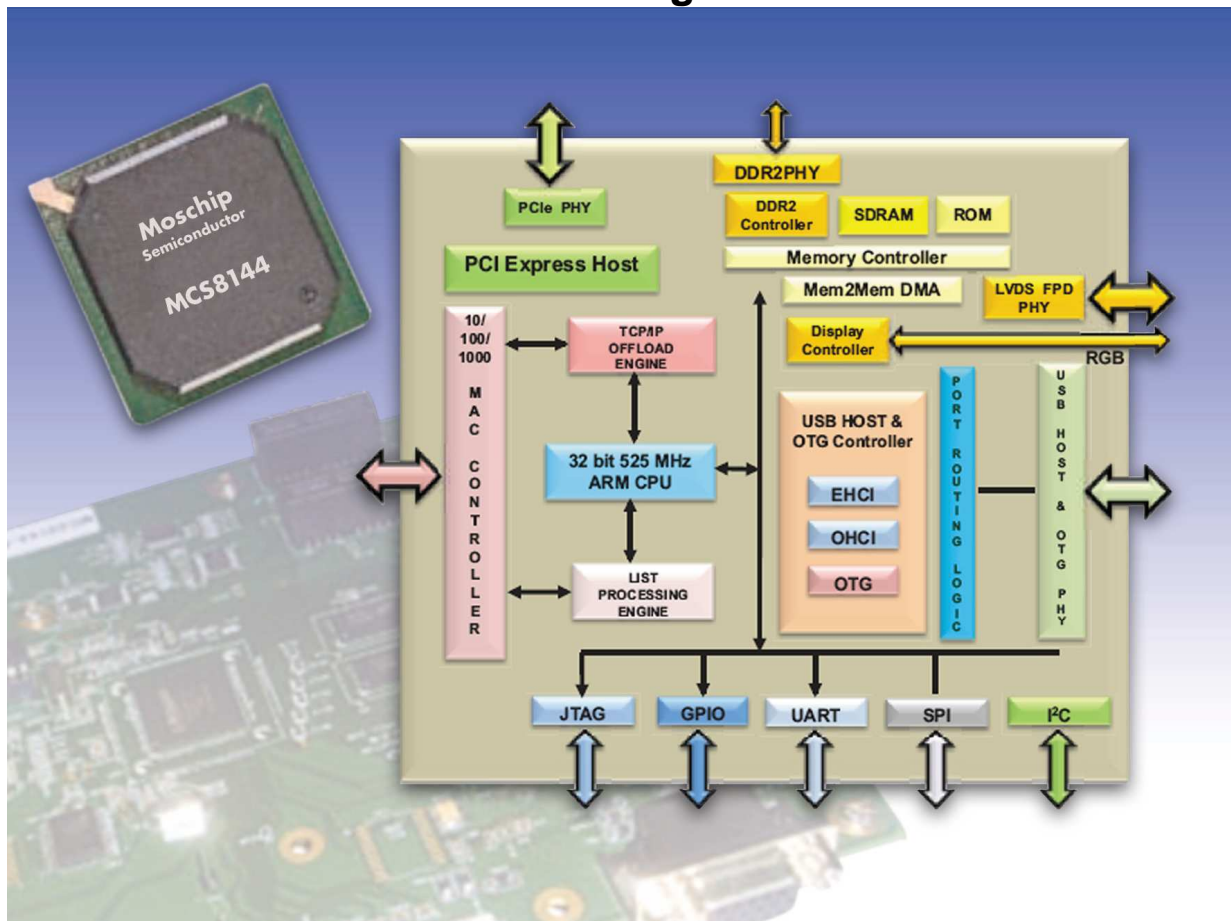 Moschip
Semiconductor
MCS8144
PCIe PHY
PCI Express Host
DDR2PHY
DDR2
Controller
SDRAM
ROM
Memory Controller
Mem2Mem DMA
LVDS FPD
PHY
Display
Controller
RGB
10/
100/
1000
MAC CONTROLLER
TCP/IP
OFFLOAD
ENGINE
32 bit 525 MHz
ARM CPU
LIST
PROCESSING
ENGINE
USB HOST &
OTG Controller
EHCI
OHCI
OTG
PORT ROUTING LOGIC
USB HOST & OTG PHY
JTAG
GPIO
UART
SPI
I²C